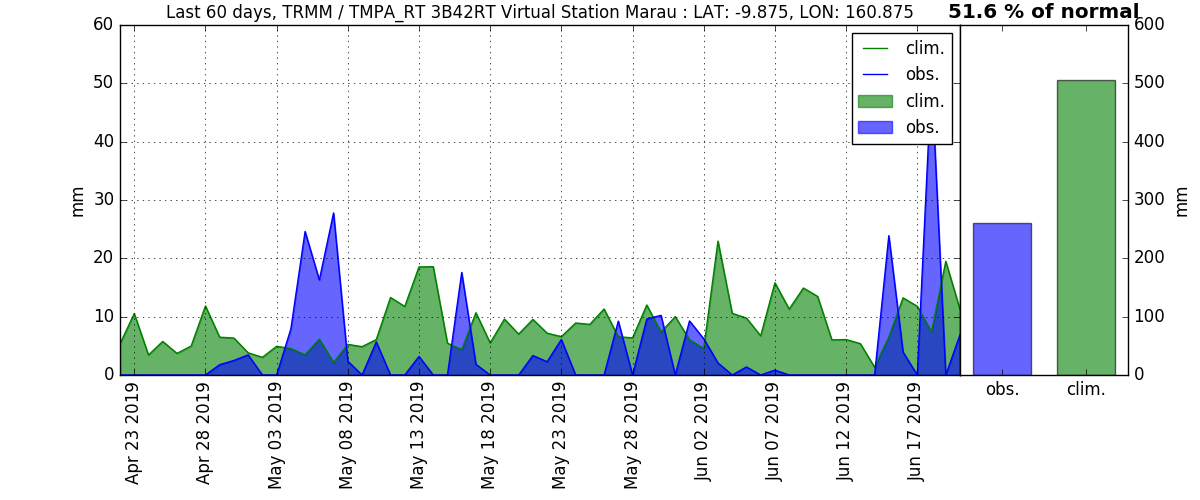 Last 60 days, TRMM / TMPA_RT 3B42RT Virtual Station Marau : LAT: -9.875, LON: 160.875
51.6 % of normal
mm
60
50
40
30
20
10
0
clim.
obs.
clim.
obs.
Apr 23 2019
Apr 28 2019
May 03 2019
May 08 2019
May 13 2019
May 18 2019
May 23 2019
May 28 2019
Jun 02 2019
Jun 07 2019
Jun 12 2019
Jun 17 2019
600
500
400
300
200
100
0
mm
obs.
clim.